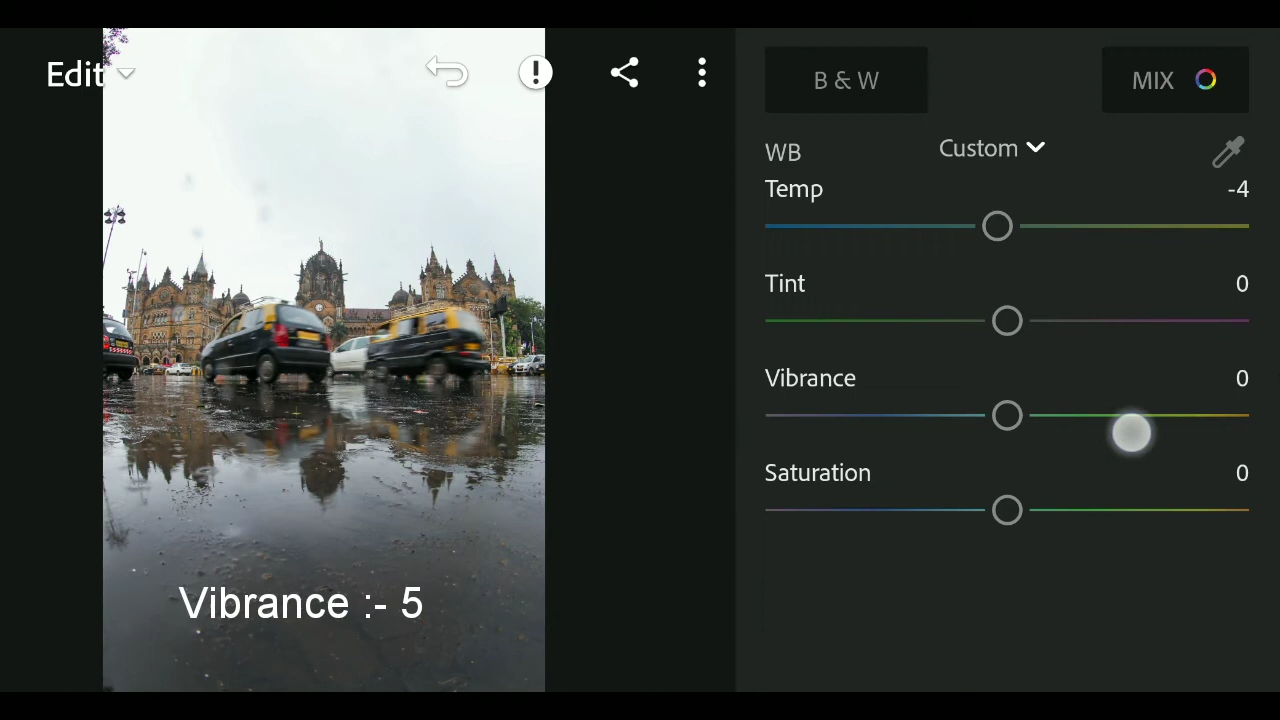 Edit
B & W
MIX
WB
Custom
Temp
-4
Tint
0
Vibrance
0
Saturation
0
Vibrance :- 5